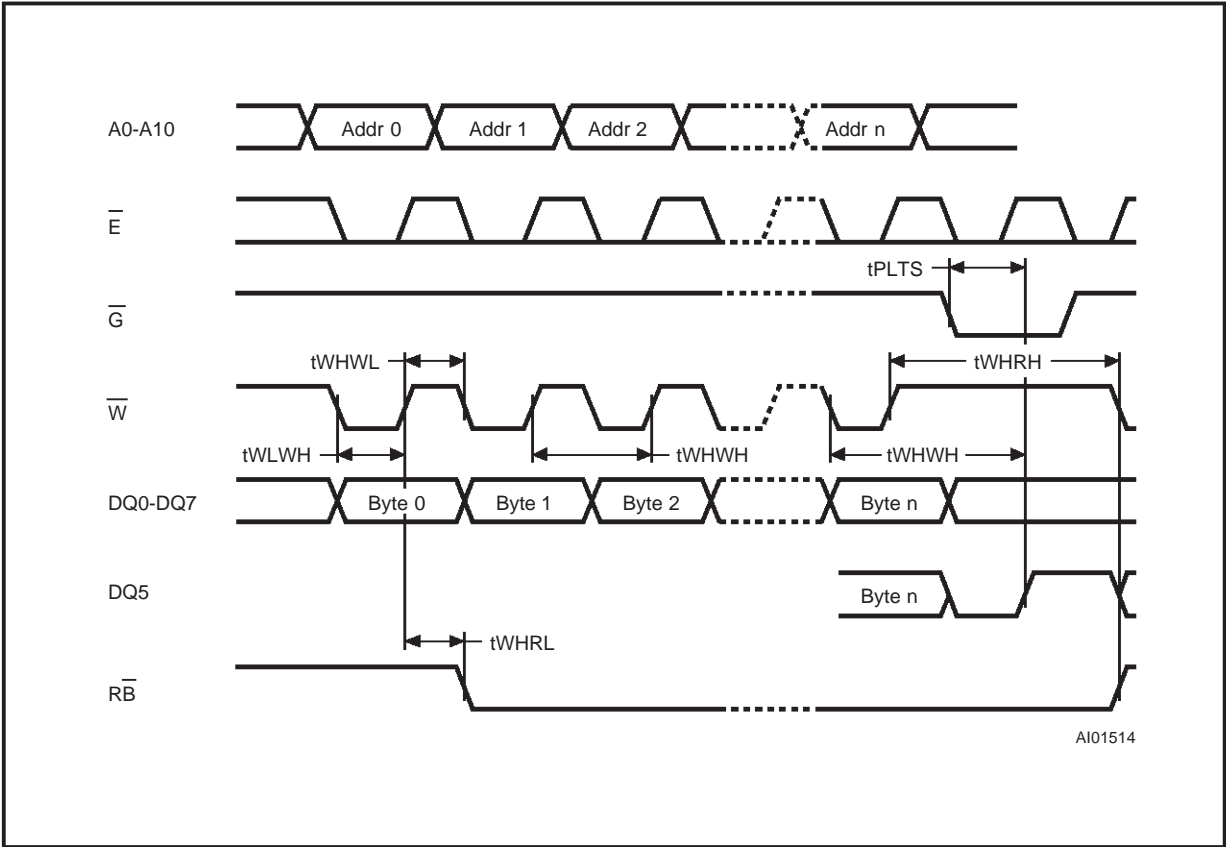 A0-A10
Addr 0 Addr 1 Addr 2 Addr n
E̅
tPLTS
G̅
tWHWL tWHRH
W̅
tWLWH tWHWH tWHWH
DQ0-DQ7 Byte 0 Byte 1 Byte 2 Byte n
DQ5 Byte n
tWHRL
RB̅
AI01514